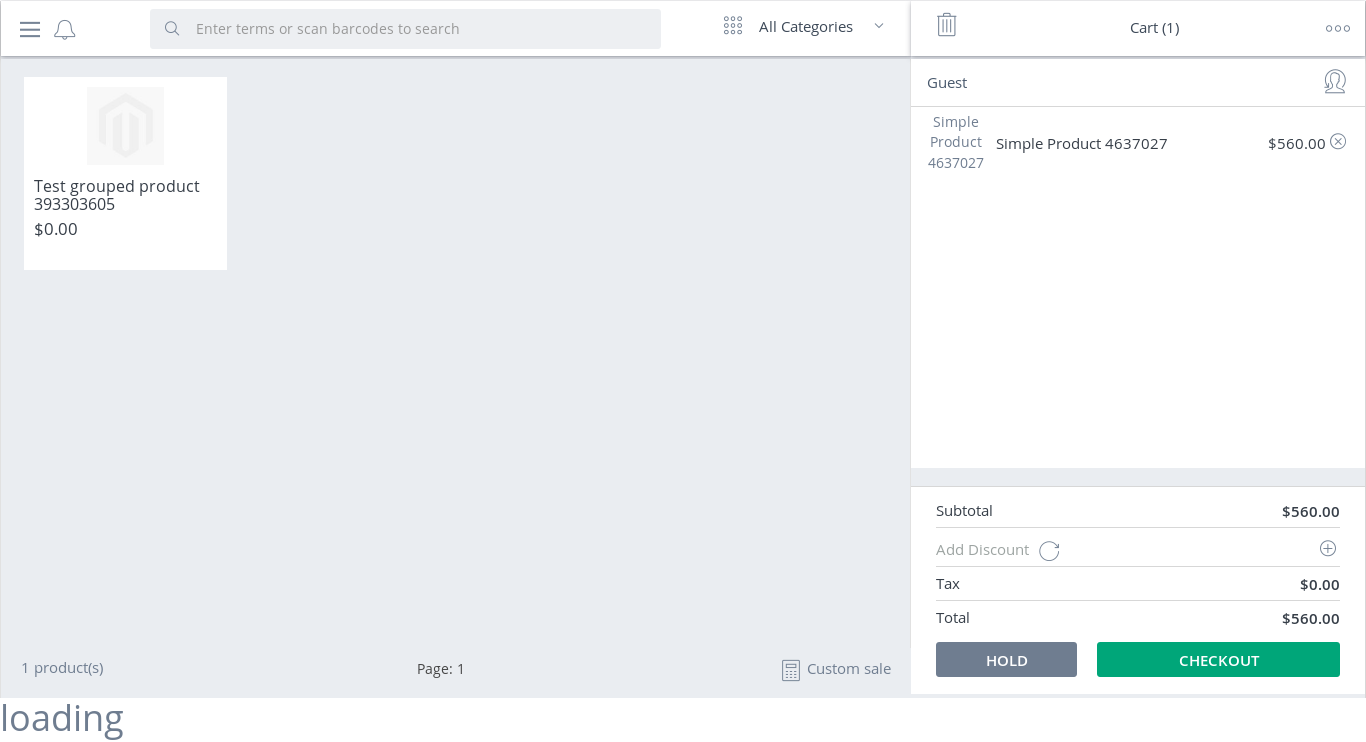 Enter terms or scan barcodes to search
All Categories
Cart (1)
Guest
Simple
Product
4637027
Simple Product 4637027
$560.00
Test grouped product
393303605
$0.00
Subtotal
$560.00
Add Discount
Tax
$0.00
Total
$560.00
HOLD
CHECKOUT
1 product(s)
Page: 1
Custom sale
loading